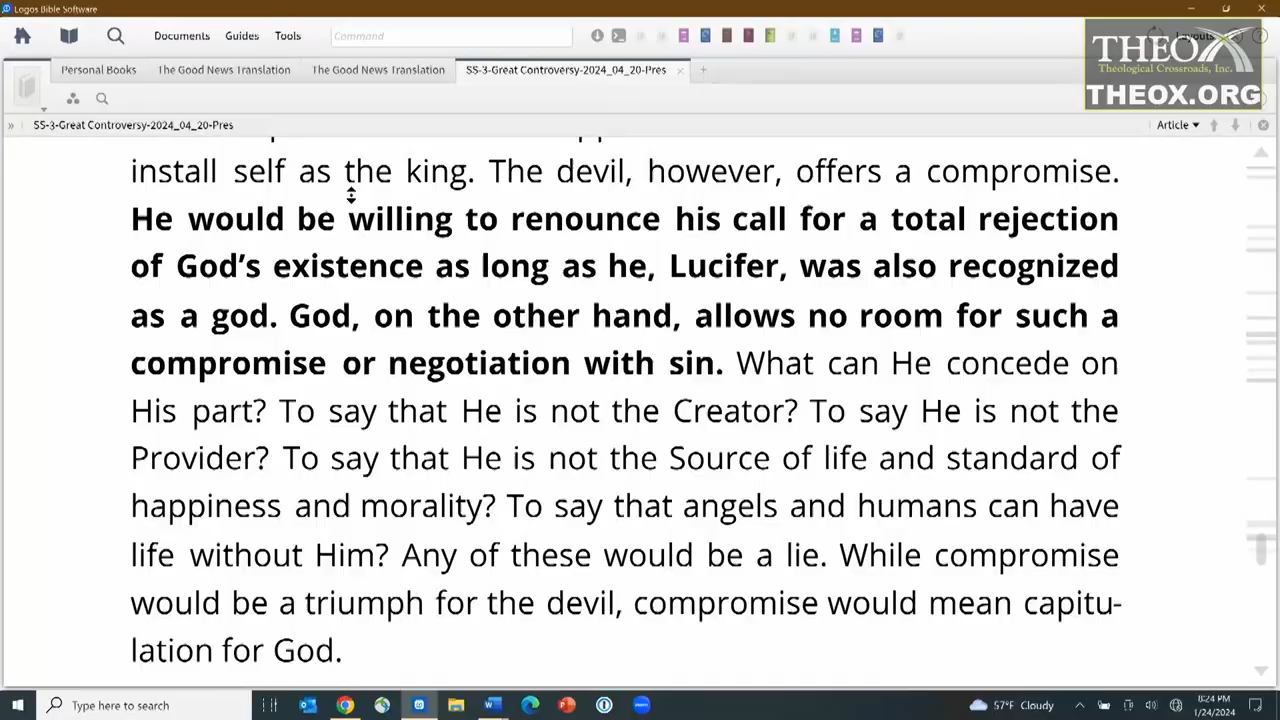 Logos Bible Software
Documents Guides Tools Command Layouts
THEOX
Theological Crossroads, Inc.
THEOX.ORG
Personal Books The Good News Translation The Good News Transl SS-3-Great Controversy-2024_04_20-Pres
SS-3-Great Controversy-2024_04_20-Pres Article
install self as the king. The devil, however, offers a compromise.
He would be willing to renounce his call for a total rejection
of God's existence as long as he, Lucifer, was also recognized
as a god. God, on the other hand, allows no room for such a
compromise or negotiation with sin. What can He concede on
His part? To say that He is not the Creator? To say He is not the
Provider? To say that He is not the Source of life and standard of
happiness and morality? To say that angels and humans can have
life without Him? Any of these would be a lie. While compromise
would be a triumph for the devil, compromise would mean capitu-
lation for God.
Type here to search
57°F Cloudy
8:24 PM
1/24/2024